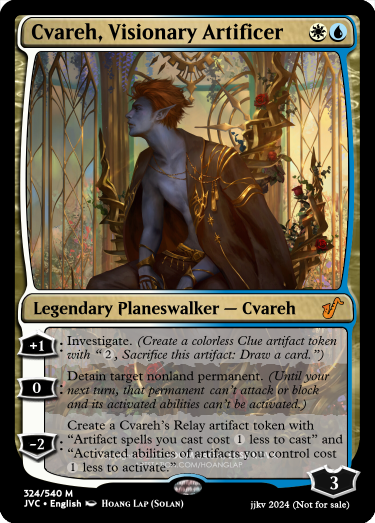 Cvareh, Visionary Artificer
Legendary Planeswalker — Cvareh
+1: Investigate. (Create a colorless Clue artifact token
with “2, Sacrifice this artifact: Draw a card.”)
0: Detain target nonland permanent. (Until your
next turn, that permanent can’t attack or block
and its activated abilities can’t be activated.)
-2: Create a Cvareh’s Relay artifact token with
“Artifact spells you cast cost 1 less to cast” and
“Activated abilities of artifacts you control cost
1 less to activate.”
3
324/540 M
JVC • English Hoang Lap (Solan)
jjkv 2024 (Not for sale)